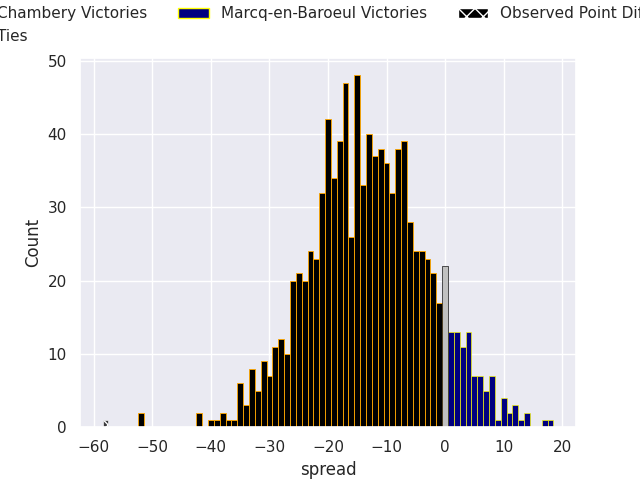 Chambery Victories Marcq-en-Baroeul Victories Observed Point
Ties
50
40
30
20
10
0
Count
−60 −50 −40 −30 −20 −10 0 10 20
spread